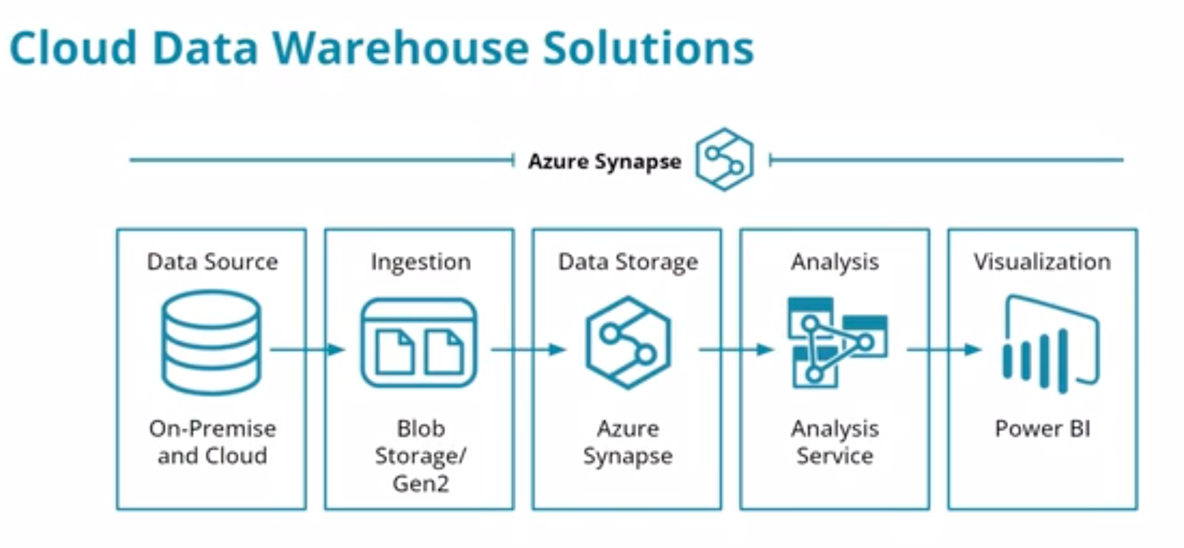 Cloud Data Warehouse Solutions
Azure Synapse
Data Source
On-Premise
and Cloud
Ingestion
Blob
Storage/
Gen2
Data Storage
Azure
Synapse
Analysis
Analysis
Service
Visualization
Power BI